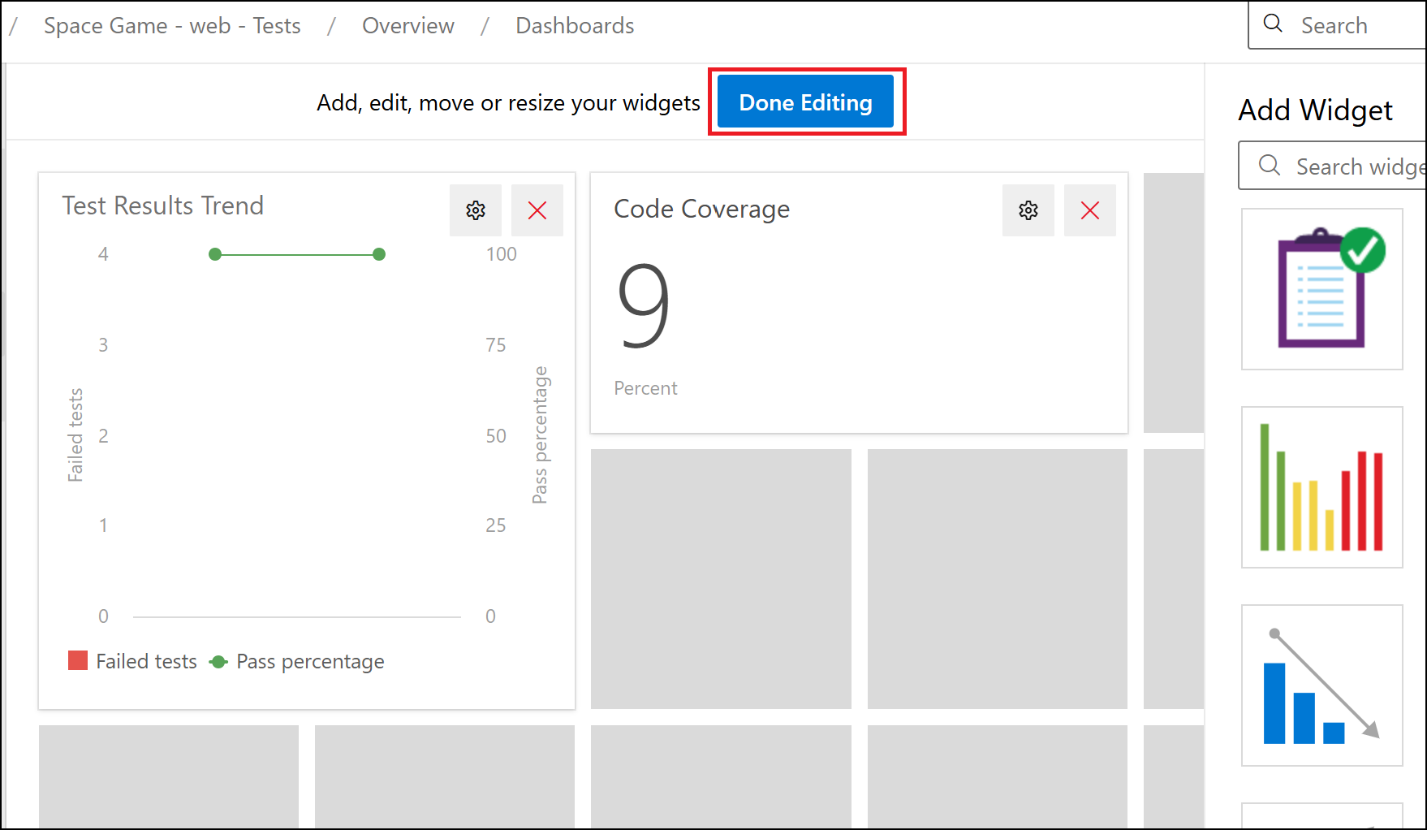 / Space Game - web - Tests / Overview / Dashboards
Search
Add, edit, move or resize your widgets
Done Editing
Add Widget
Search widge
Test Results Trend
4
3
2
1
0
Failed tests
100
75
50
25
0
Pass percentage
Failed tests Pass percentage
Code Coverage
9
Percent